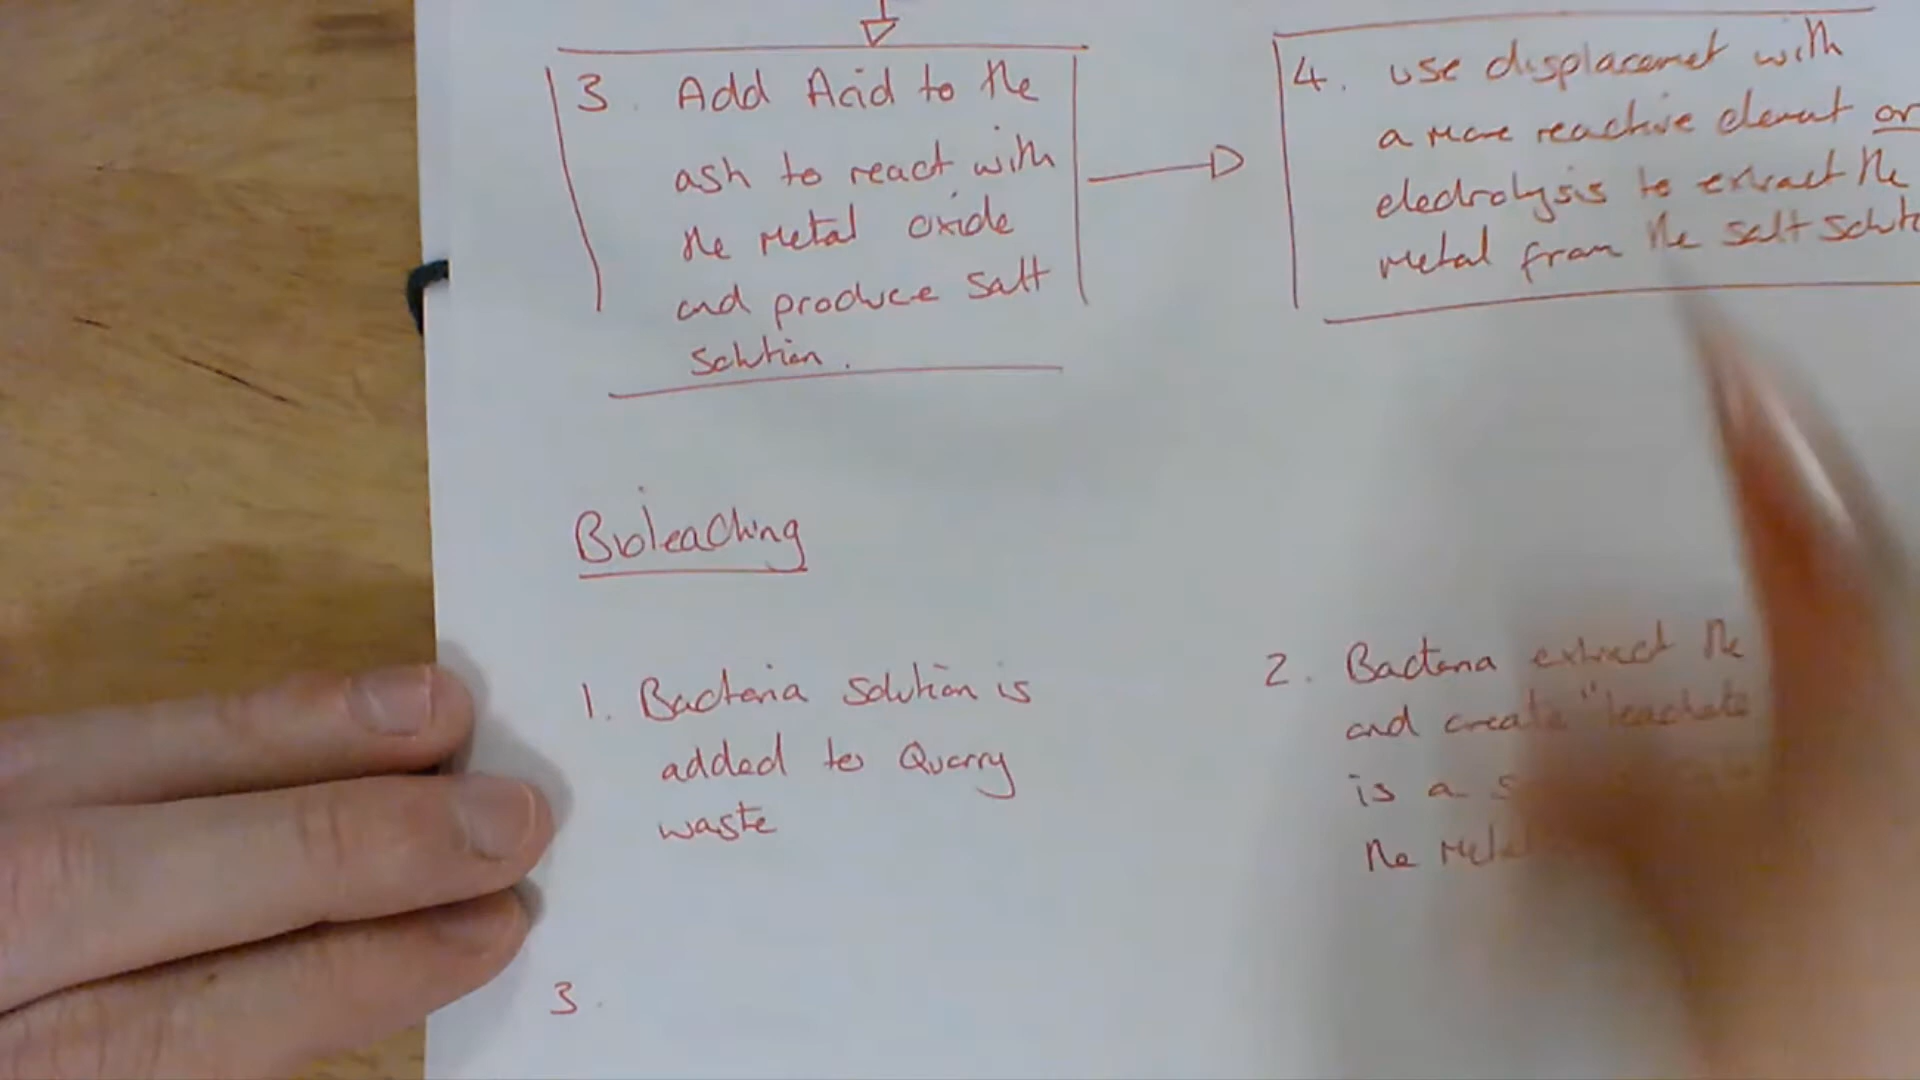 3. Add Acid to the
ash to react with
the metal oxide
and produce salt
solution.
4. use displacemet with
a more reactive element or
electrolysis to extract the
metal from the salt
Bioleaching
1. Bacteria solution is
added to Quarry
waste
2. Bacteria extract the
and create "leachate
is a
the
3.